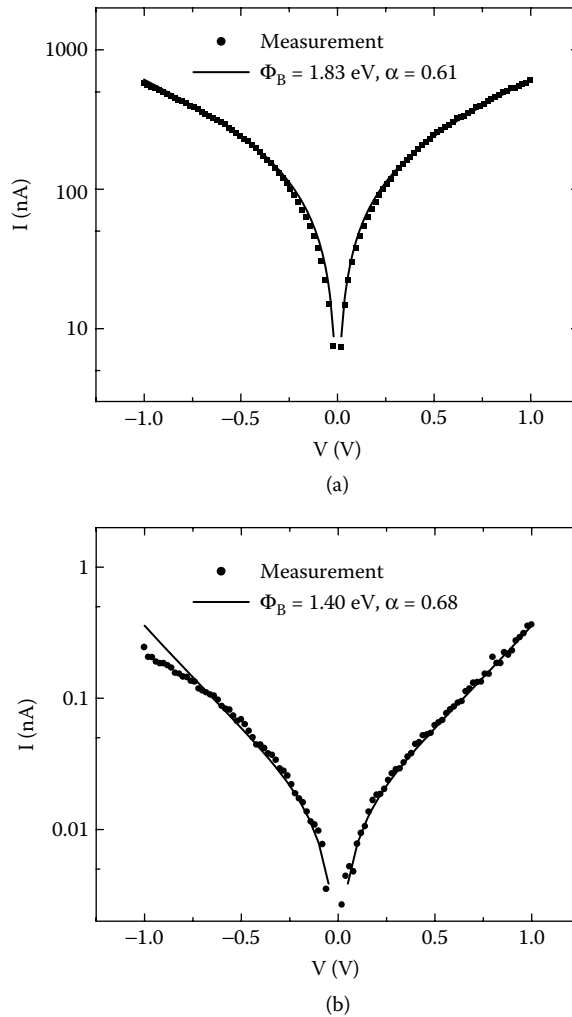 1000
100
10
I (nA)
Measurement
Φ_B = 1.83 eV, α = 0.61
−1.0 −0.5 0.0 0.5 1.0
V (V)
(a)
1
0.1
0.01
I (nA)
Measurement
Φ_B = 1.40 eV, α = 0.68
−1.0 −0.5 0.0 0.5 1.0
V (V)
(b)